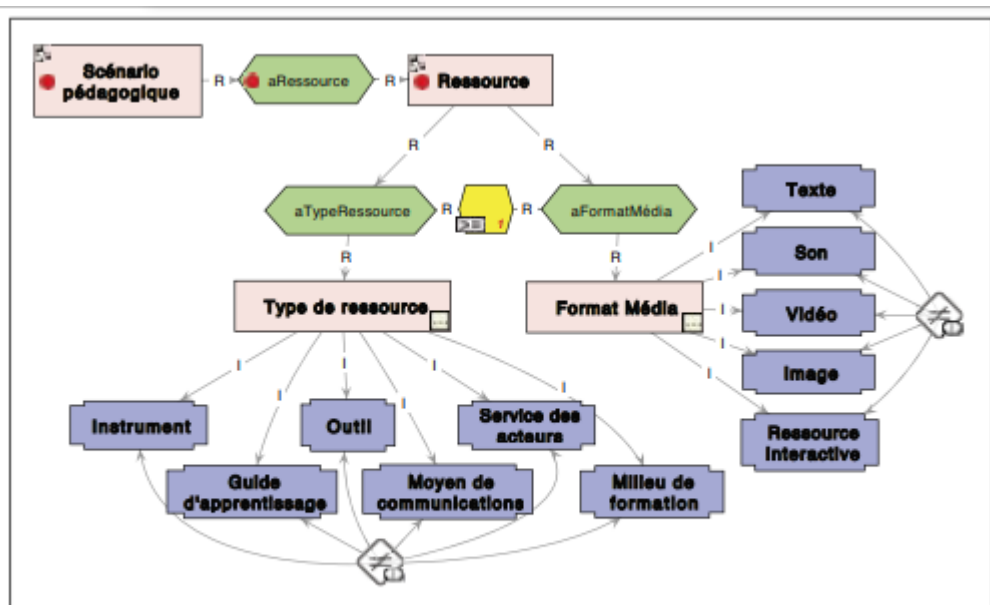 Scénario
pédagogique
R
aRessource
R
Ressource
R
R
aTypeRessource
R
R
aFormatMédia
R
R
Type de ressource
Format Média
I
I
I
I
I
I
I
I
I
I
I
Texte
Son
Vidéo
Image
Ressource
Interactive
Instrument
Outil
Service des
acteurs
Guide
d'apprentissage
Moyen de
communications
Milieu de
formation